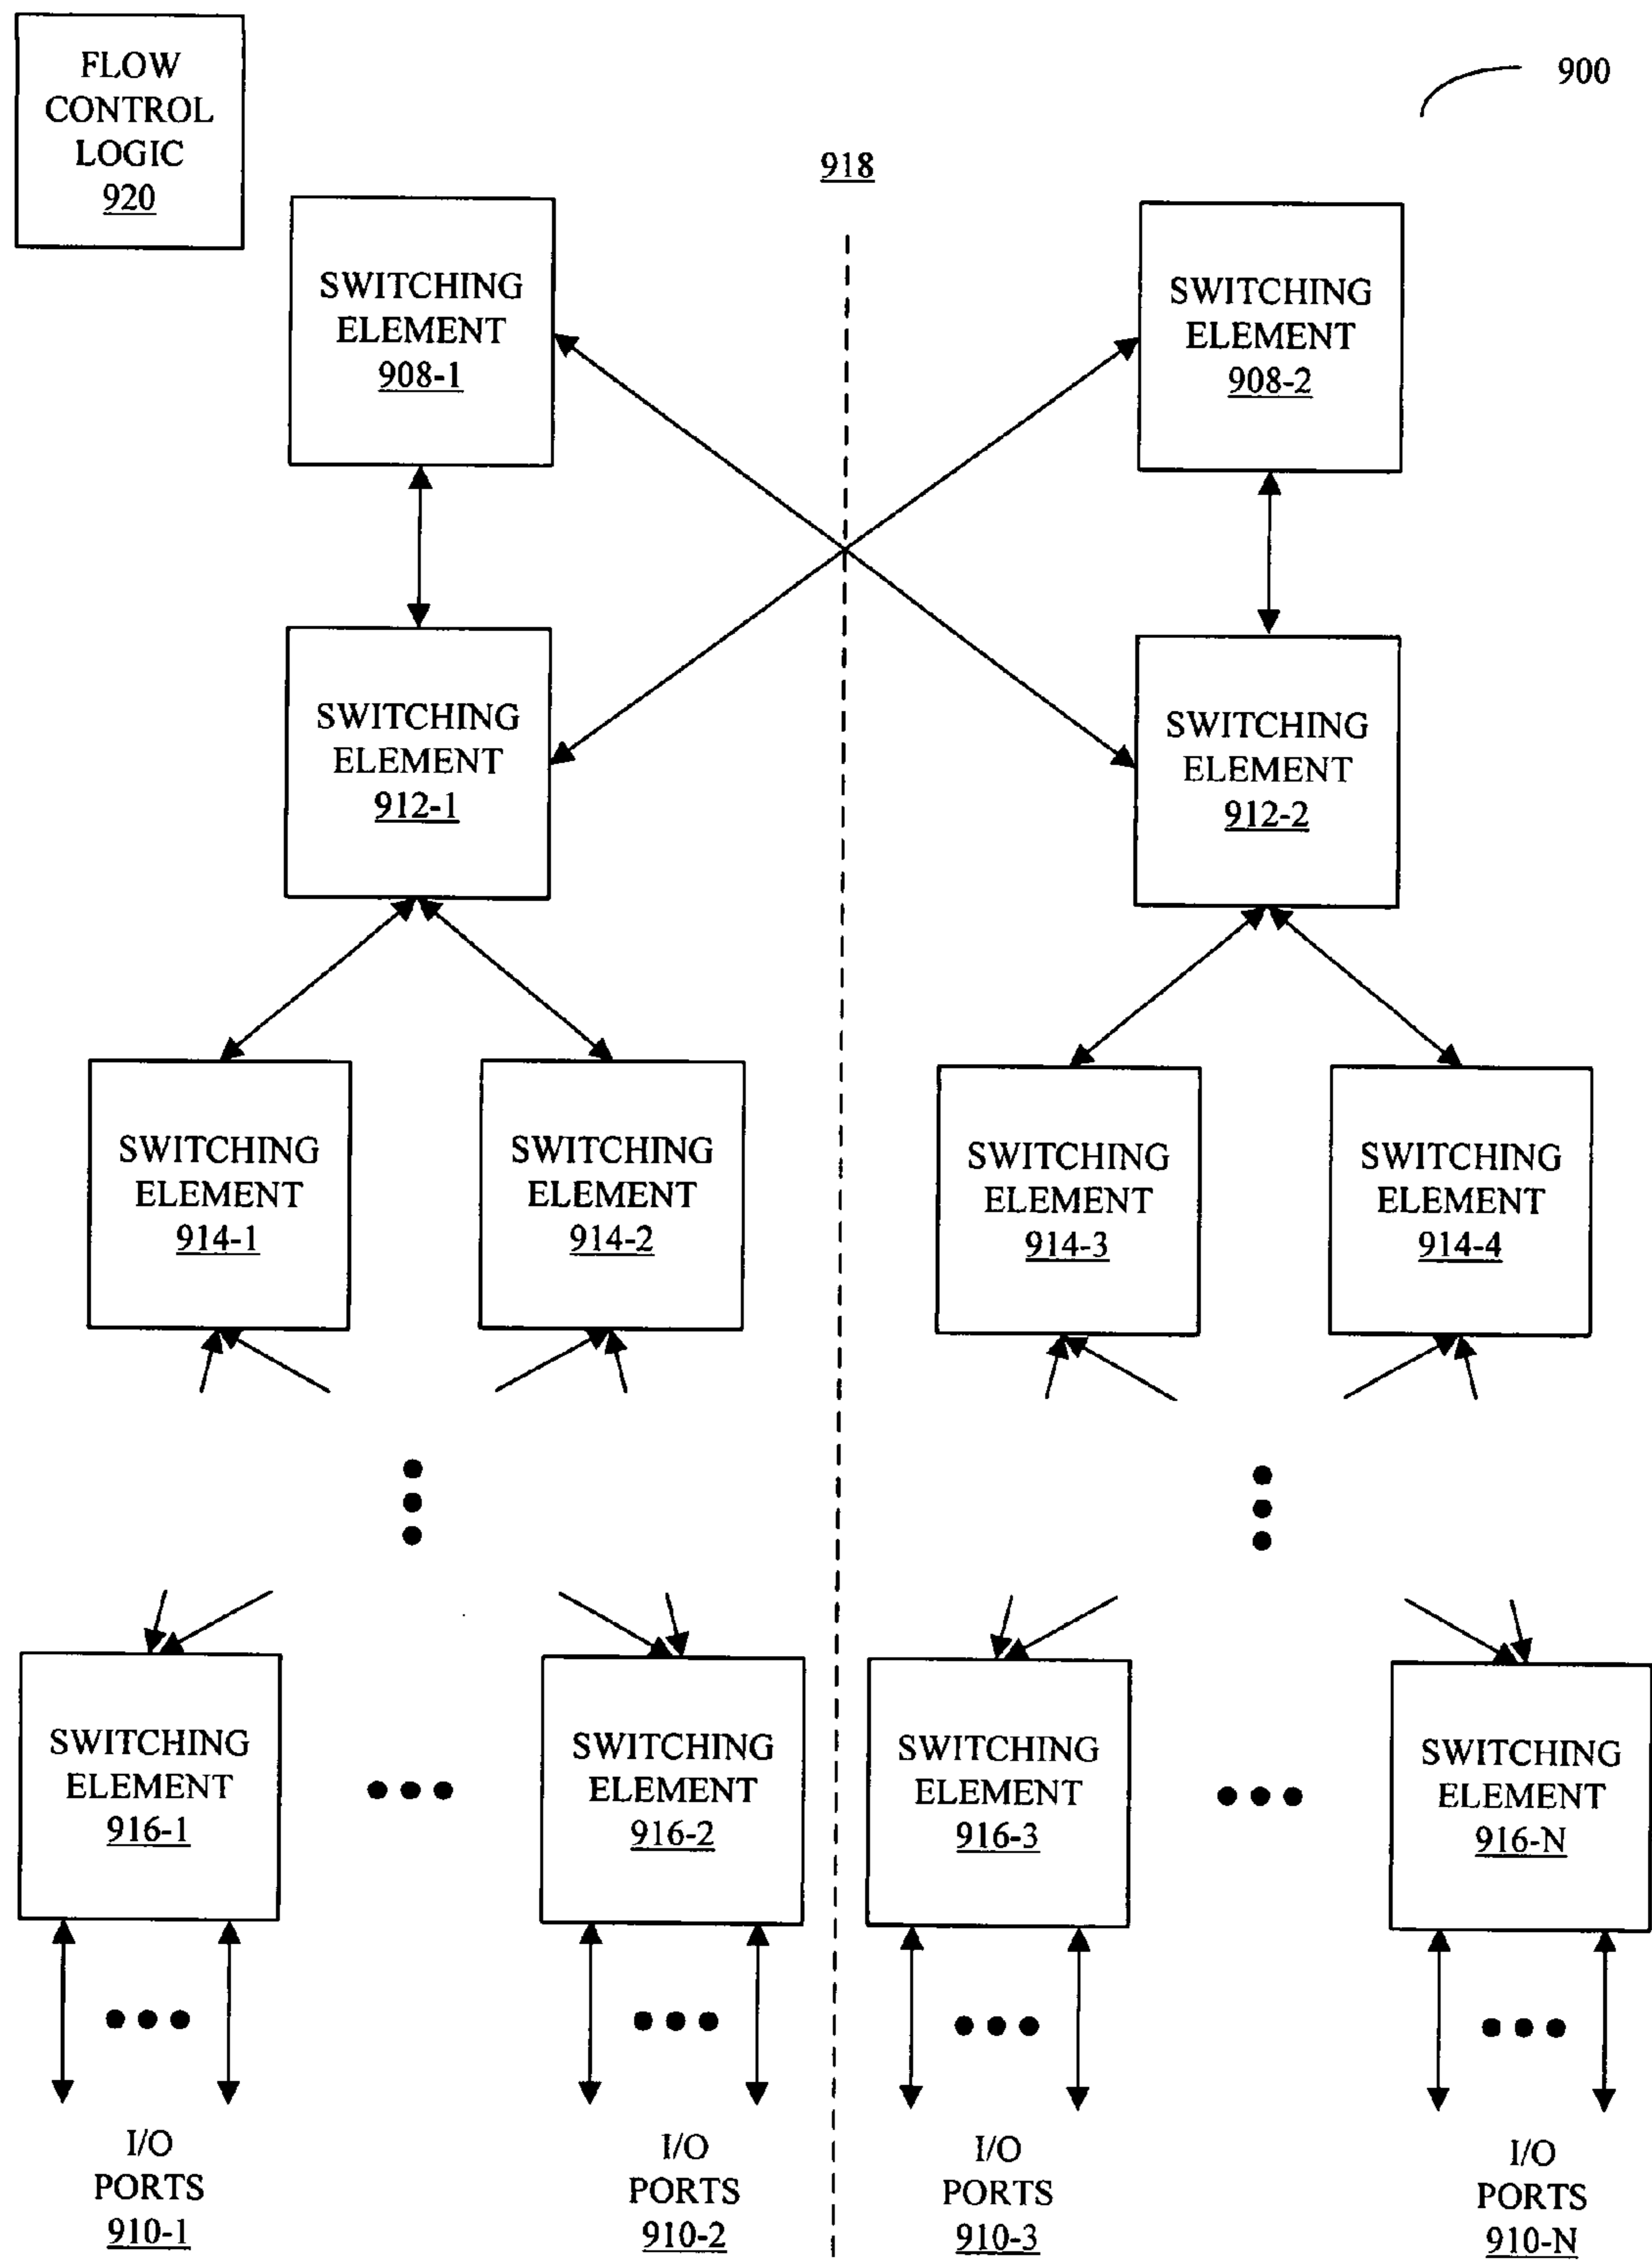 FLOW
CONTROL
LOGIC
920
900
918
SWITCHING
ELEMENT
908-1
SWITCHING
ELEMENT
908-2
SWITCHING
ELEMENT
912-1
SWITCHING
ELEMENT
912-2
SWITCHING
ELEMENT
914-1
SWITCHING
ELEMENT
914-2
SWITCHING
ELEMENT
914-3
SWITCHING
ELEMENT
914-4
SWITCHING
ELEMENT
916-1
SWITCHING
ELEMENT
916-2
SWITCHING
ELEMENT
916-3
SWITCHING
ELEMENT
916-N
I/O
PORTS
910-1
I/O
PORTS
910-2
I/O
PORTS
910-3
I/O
PORTS
910-N